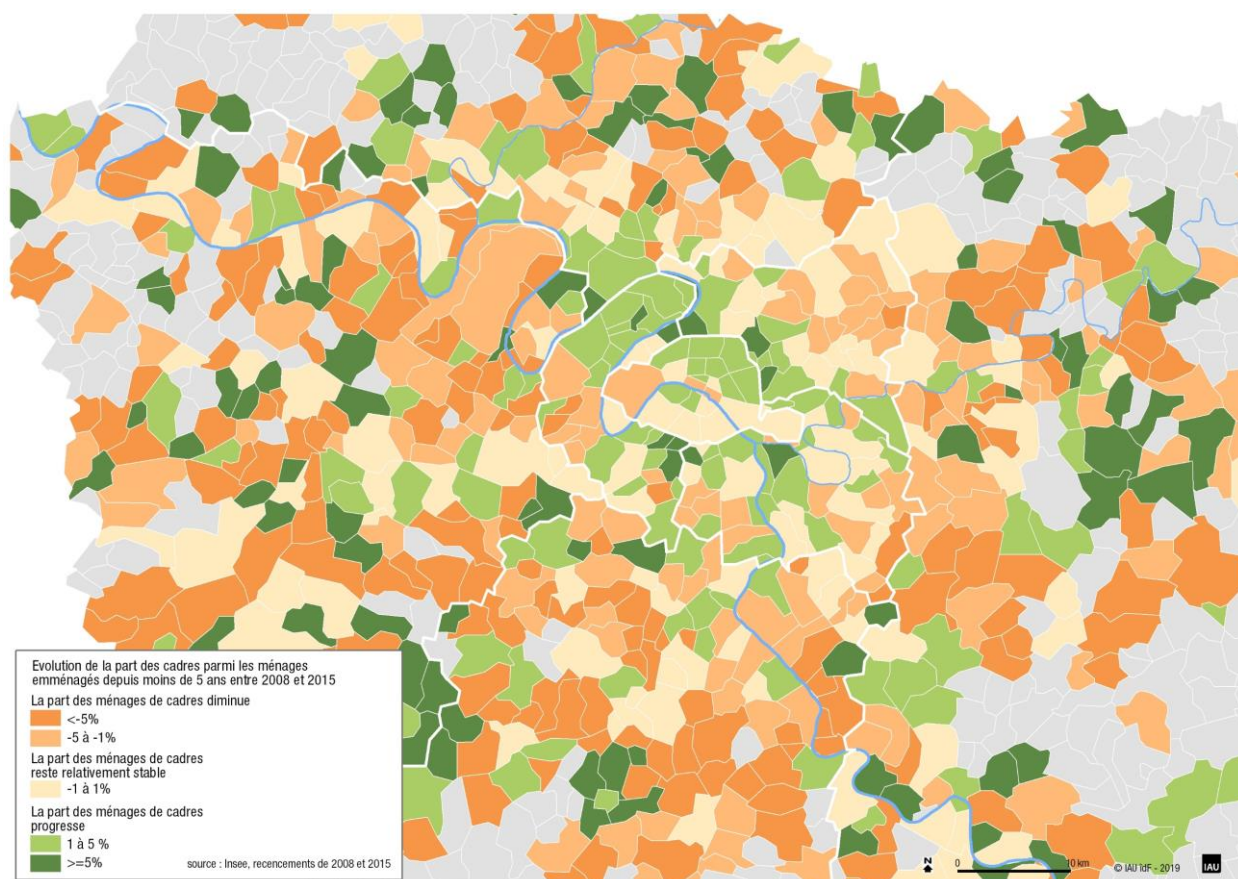 Evolution de la part des cadres parmi les ménages
emménagés depuis moins de 5 ans entre 2008 et 2015
La part des ménages de cadres diminue
<-5%
-5 à -1%
La part des ménages de cadres
reste relativement stable
-1 à 1%
La part des ménages de cadres
progresse
1 à 5 %
>=5%
source : Insee, recencements de 2008 et 2015
N
0 10 km
© IAU îdF - 2019
IAU